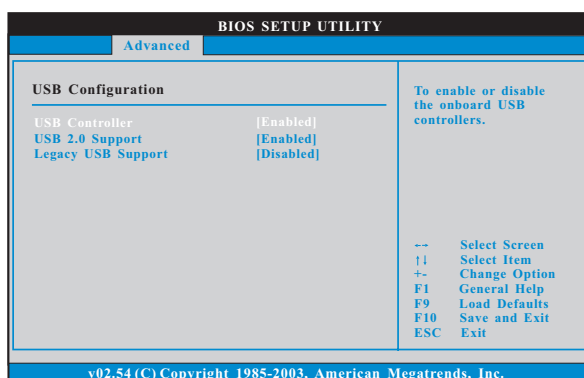 BIOS SETUP UTILITY
Advanced
USB Configuration
USB Controller [Enabled]
USB 2.0 Support [Enabled]
Legacy USB Support [Disabled]
To enable or disable
the onboard USB
controllers.
←→ Select Screen
↑↓ Select Item
+- Change Option
F1 General Help
F9 Load Defaults
F10 Save and Exit
ESC Exit
v02.54 (C) Copyright 1985-2003, American Megatrends, Inc.